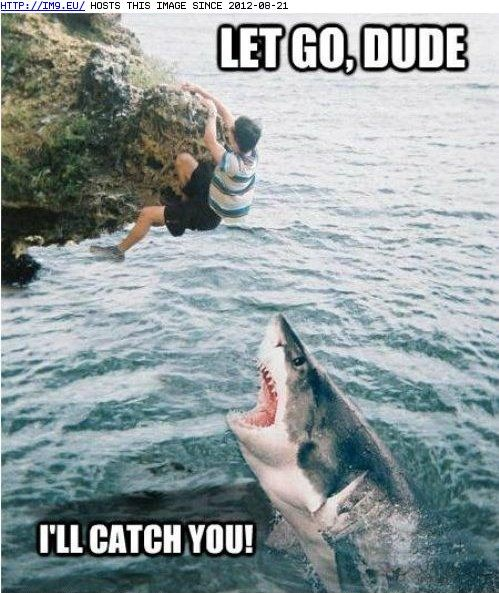 HTTP://IM9.EU/ HOSTS THIS IMAGE SINCE 2012-08-21
LET GO, DUDE
I'LL CATCH YOU!